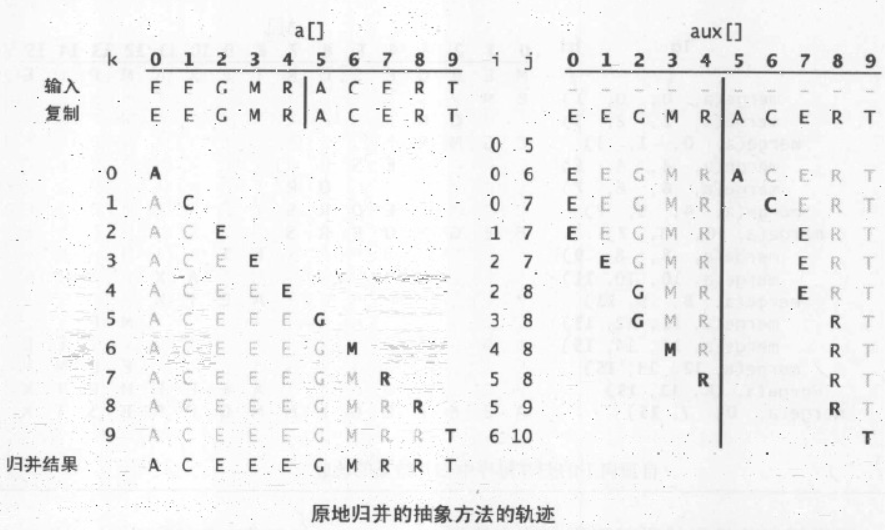 a[] aux[]
k 0 1 2 3 4 5 6 7 8 9 i j 0 1 2 3 4 5 6 7 8 9
输入 E E G M R A C E R T - - - - - - - - - -
复制 E E G M R A C E R T E E G M R A C E R T
0 5
0 A 0 6 E E G M R A C E R T
1 A C 0 7 E E G M R C E R T
2 A C E 1 7 E E G M R E R T
3 A C E E 2 7 E G M R E R T
4 A C E E E 2 8 G M R E R T
5 A C E E E G 3 8 G M R R T
6 A C E E E G M 4 8 M R R T
A C E E E G M R 5 8 R R T
8 A C E E E G M R R 5 9 R T
9 A C E E E G M R R T 6 10 T
归并结果 A C E E E G M R R T
原地归并的抽象方法的轨迹